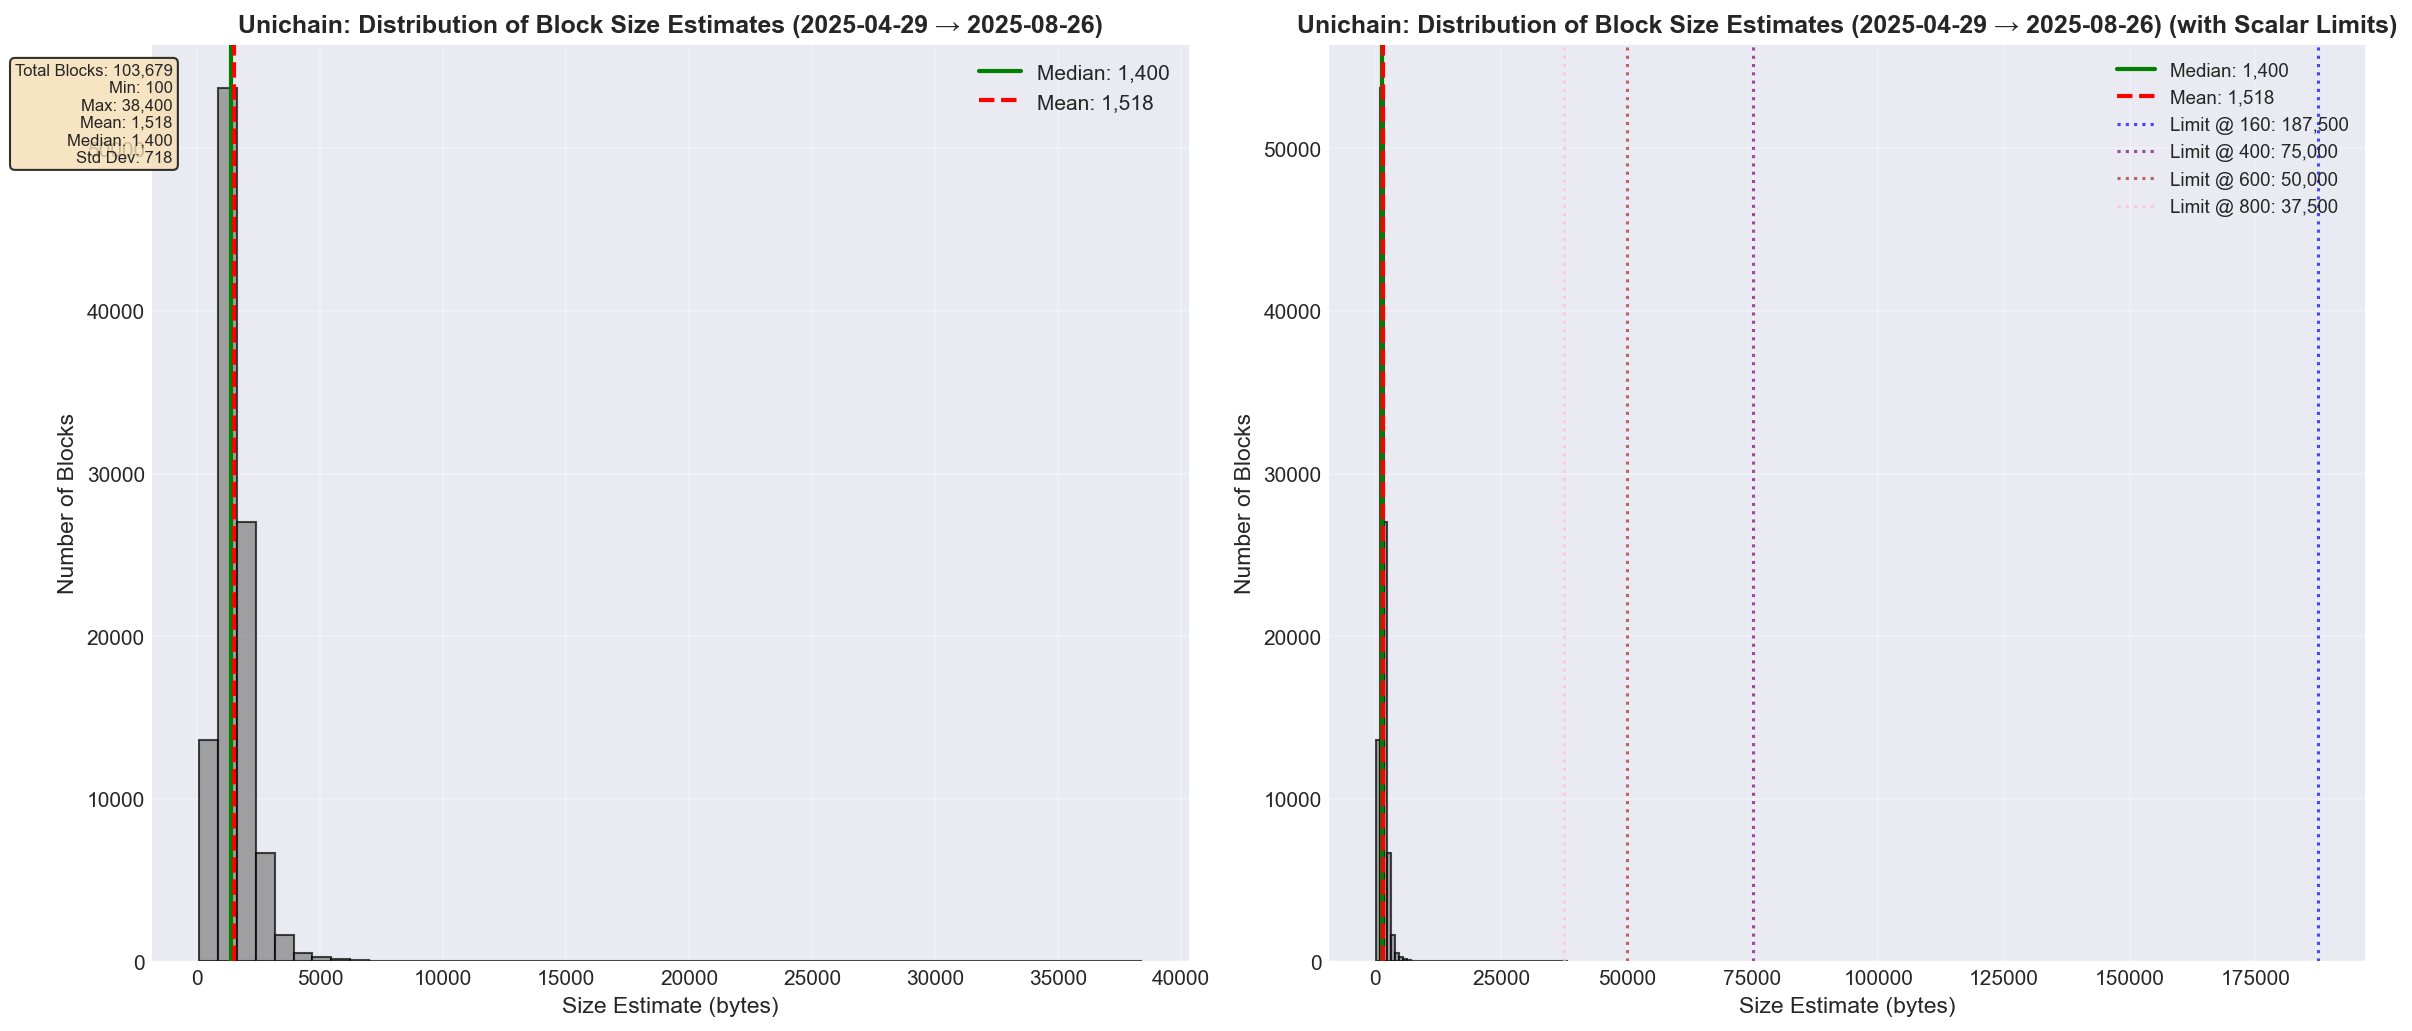 Unichain: Distribution of Block Size Estimates (2025-04-29 → 2025-08-26)
Total Blocks: 103,679
Min: 100
Max: 38,400
Mean: 1,518
Median: 1,400
Std Dev: 718
Median: 1,400
Mean: 1,518
Number of Blocks
50000
40000
30000
20000
10000
0
0 5000 10000 15000 20000 25000 30000 35000 40000
Size Estimate (bytes)
Unichain: Distribution of Block Size Estimates (2025-04-29 → 2025-08-26) (with Scalar Limits)
Median: 1,400
Mean: 1,518
Limit @ 160: 187,500
Limit @ 400: 75,000
Limit @ 600: 50,000
Limit @ 800: 37,500
Number of Blocks
50000
40000
30000
20000
10000
0
0 25000 50000 75000 100000 125000 150000 175000
Size Estimate (bytes)